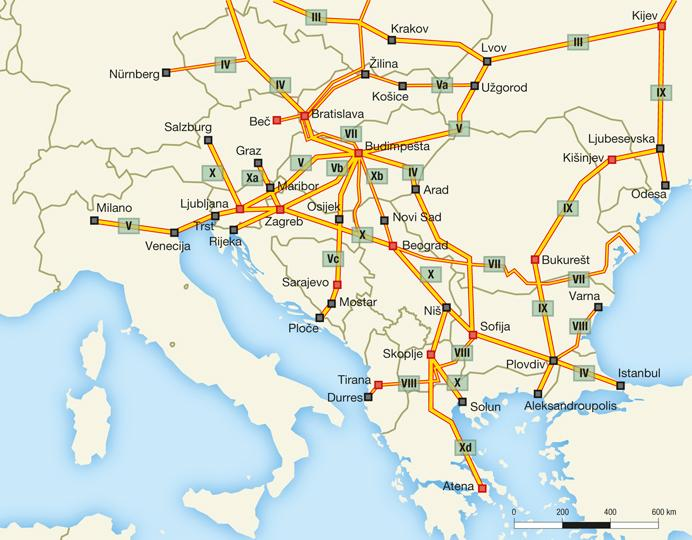 III
Kijev
Krakov
III
Lvov
IV
IV
Žilina
Nürnberg
Košice
Va
Užgorod
IX
Beč
Bratislava
Salzburg
VII
V
Ljubesevska
Graz
Budimpešta
V
Kišinjev
X
Xa
Vb
Xb
IV
Maribor
Arad
Odesa
Ljubljana
Osijek
Milano
V
Trst
Zagreb
Novi Sad
IX
Venecija
Rijeka
X
Beograd
Vc
VII
Bukurešt
X
VII
Sarajevo
Varna
Mostar
Niš
IX
Ploče
VIII
Sofija
Skoplje
VIII
Plovdiv
IV
Istanbul
Tirana
VIII
X
Durres
Solun
Aleksandroupolis
Xd
Atena
0 200 400 600 km